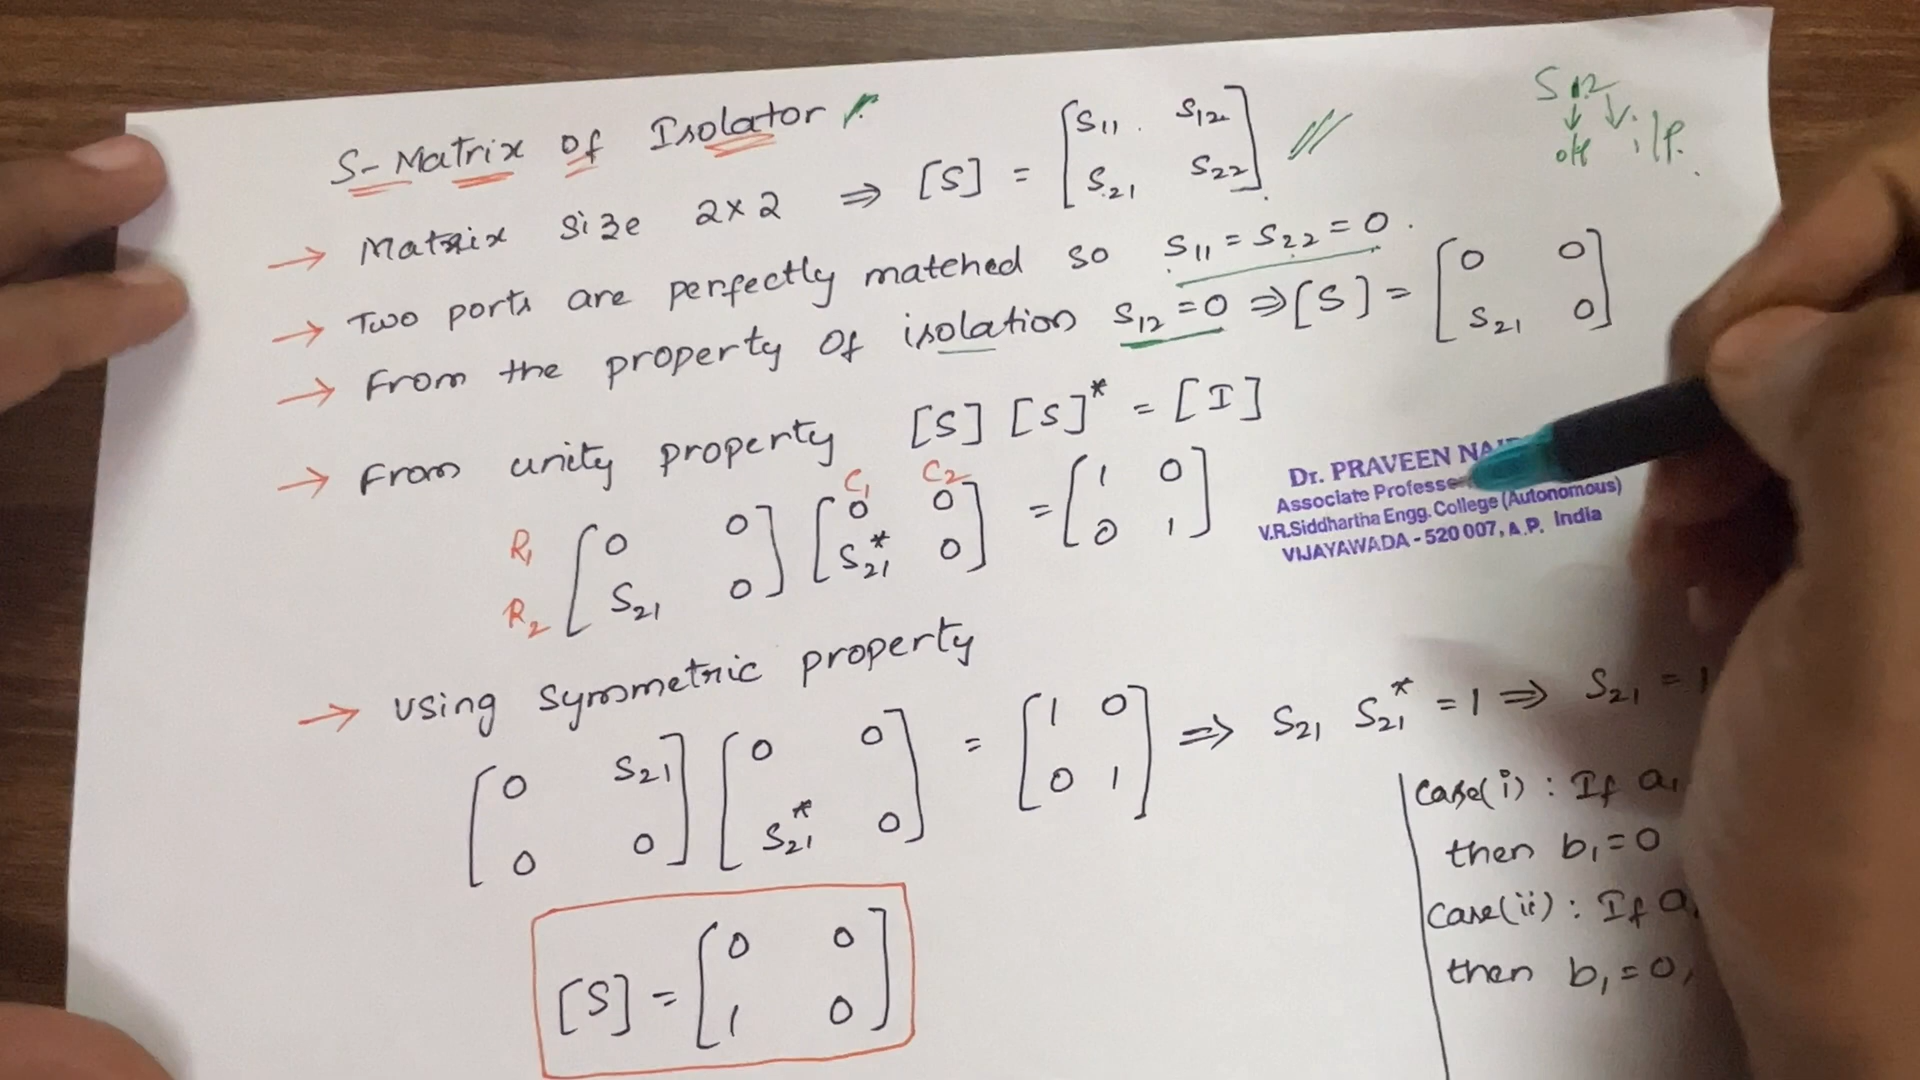 S-Matrix of Isolator
→ Matrix size 2×2 ⇒ [S] = [S11 S12
S21 S22]
S12
↓ ↘
o/p i/p.
→ Two ports are perfectly matched so S11 = S22 = 0.
→ From the property of isolation S12 = 0 ⇒ [S] = [0 0
S21 0]
→ From unity property [S] [S]* = [I]
C1 C2
R1 [0 0] [0 0] = [1 0]
R2 [S21 0] [S21* 0] [0 1]
Dr. PRAVEEN
Associate
V.R.Siddhartha Engg. College (Autonomous)
VIJAYAWADA - 520 007, A.P. India
→ Using Symmetric property
[0 S21] [0 0] = [1 0] ⇒ S21 S21* = 1 ⇒ S21 = 1
[0 0] [S21* 0] [0 1]
Case(i) : If a1
then b1 = 0
Case(ii) : If a
then b1 = 0,
[S] = [0 0
1 0]